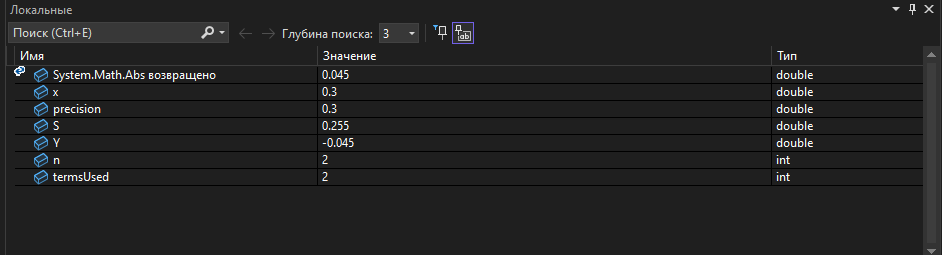 Локальные
Поиск (Ctrl+E) Глубина поиска: 3
Имя Значение Тип
System.Math.Abs возвращено 0.045 double
x 0.3 double
precision 0.3 double
S 0.255 double
Y -0.045 double
n 2 int
termsUsed 2 int